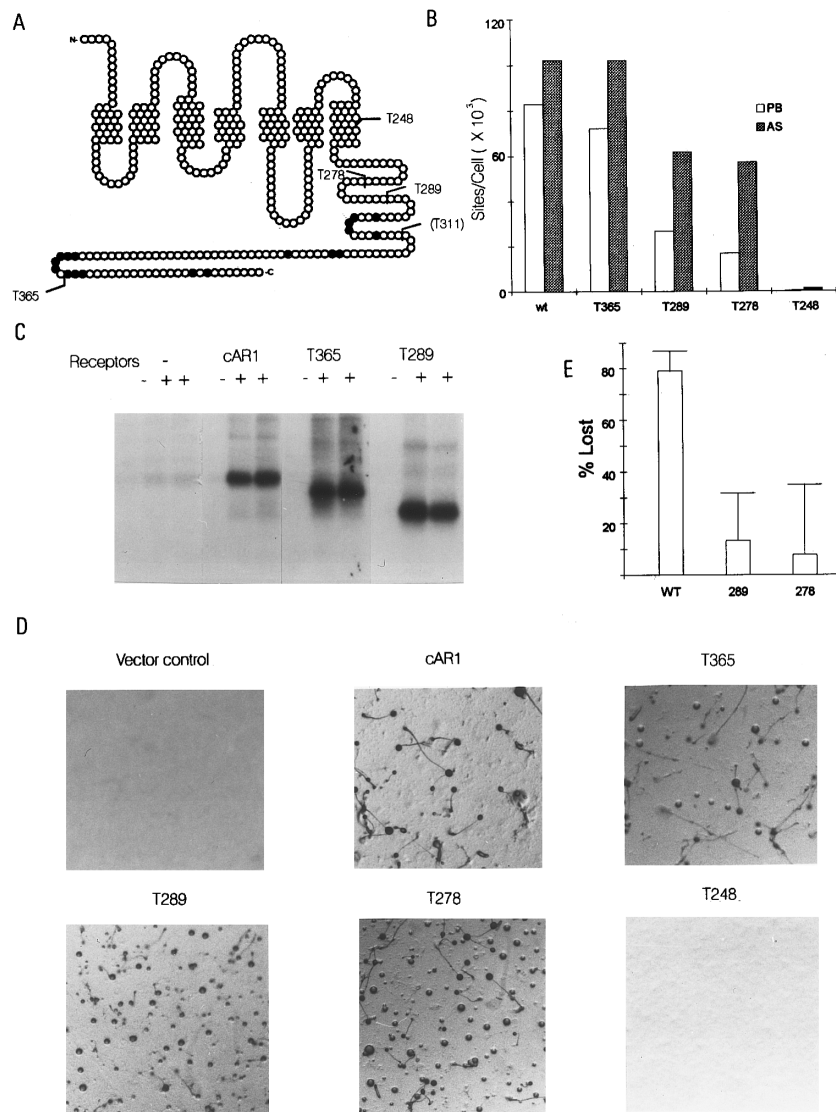 A
N-
T248
T278
T289
(T311)
-C
T365
B
Sites/Cell ( X 10³)
120
60
0
PB
AS
wt T365 T289 T278 T248
C
Receptors - cAR1 T365 T289
- + + - + + - + + - + +
E
% Lost
80
60
40
20
WT 289 278
D
Vector control cAR1 T365
T289 T278 T248